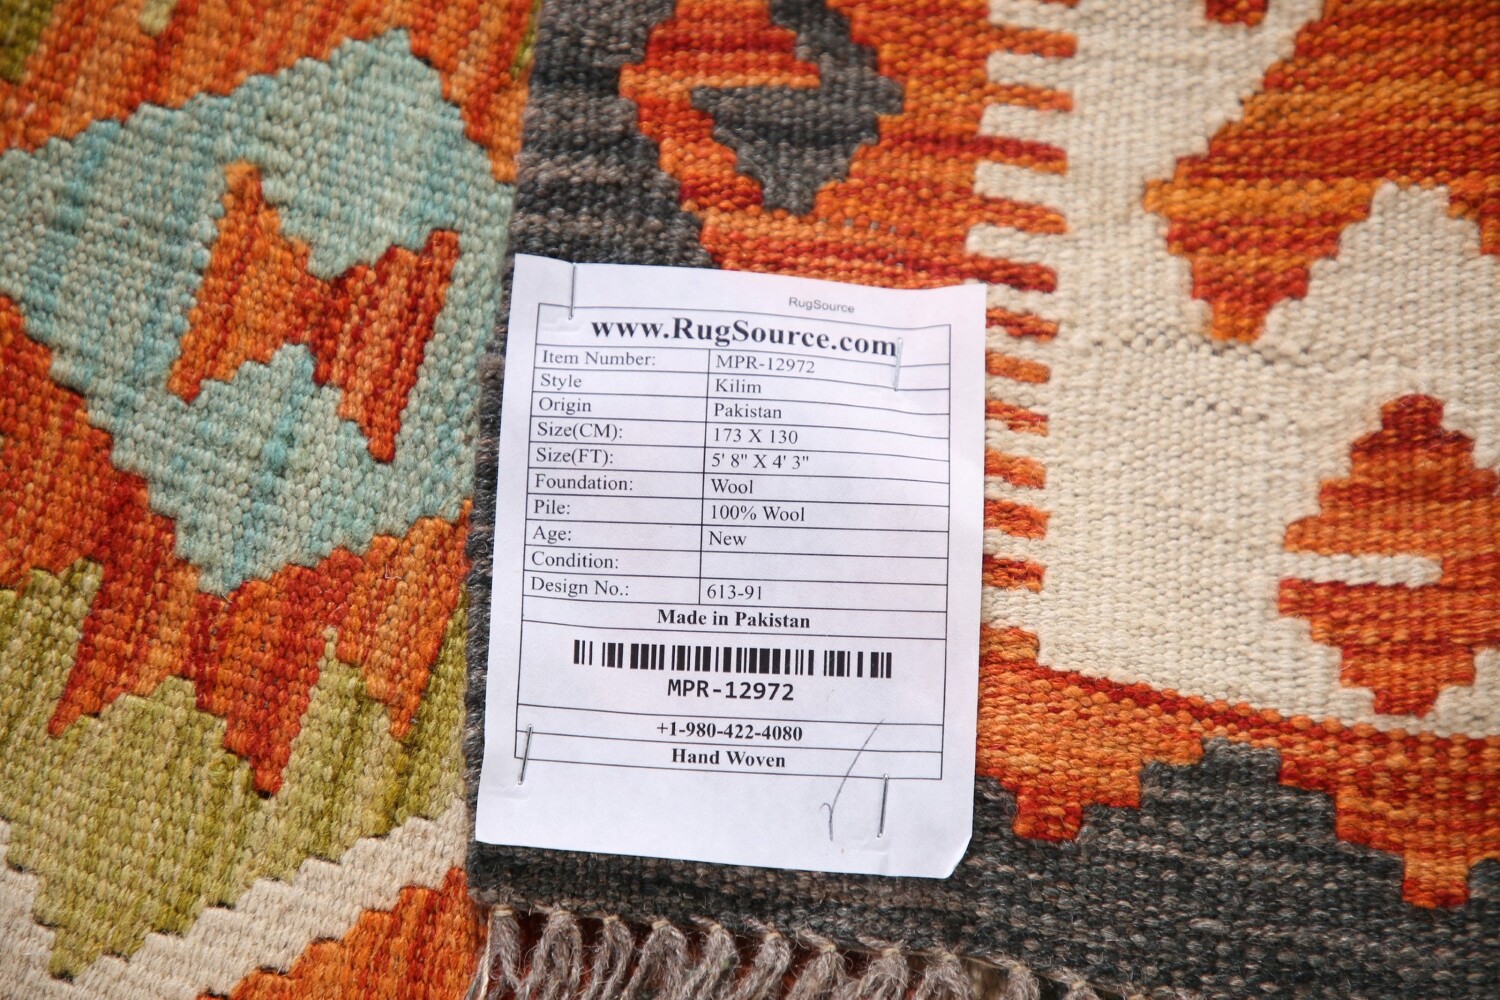 RugSource
www.RugSource.com
Item Number: MPR-12972
Style Kilim
Origin Pakistan
Size(CM): 173 X 130
Size(FT): 5' 8" X 4' 3"
Foundation: Wool
Pile: 100% Wool
Age: New
Condition:
Design No.: 613-91
Made in Pakistan
MPR-12972
+1-980-422-4080
Hand Woven